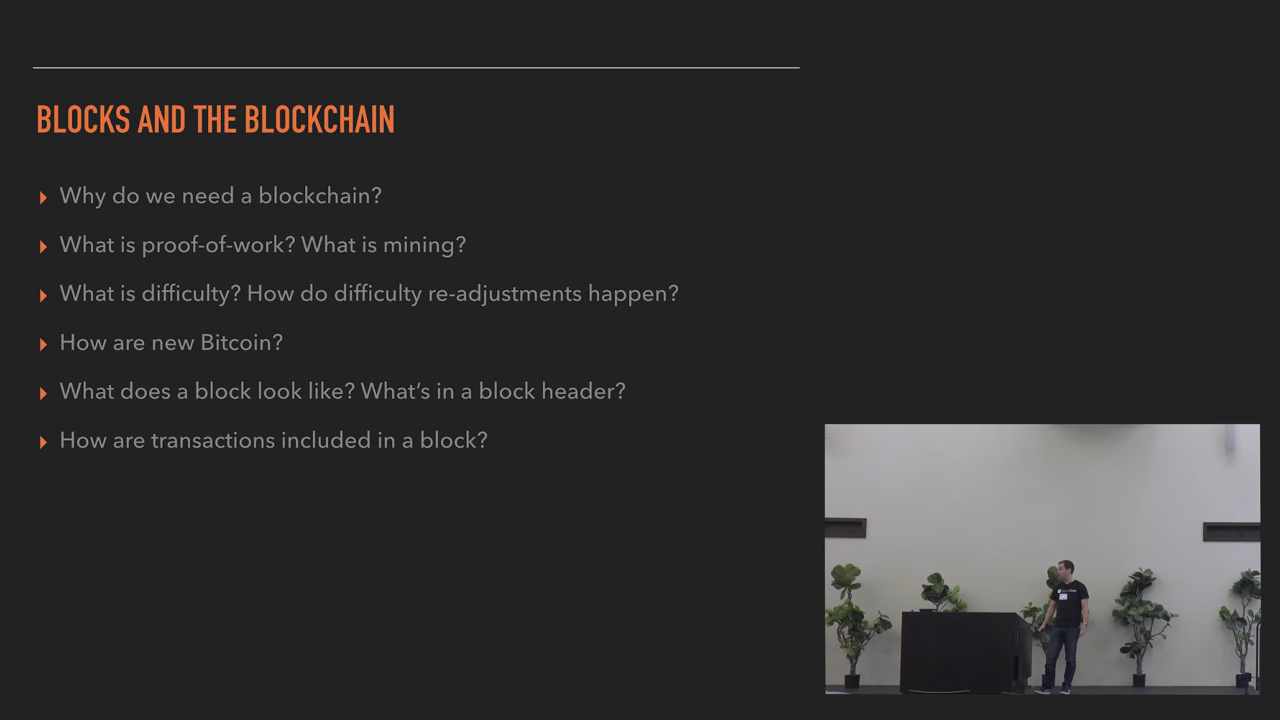 BLOCKS AND THE BLOCKCHAIN
Why do we need a blockchain?
What is proof-of-work? What is mining?
What is difficulty? How do difficulty re-adjustments happen?
How are new Bitcoin?
What does a block look like? What’s in a block header?
How are transactions included in a block?